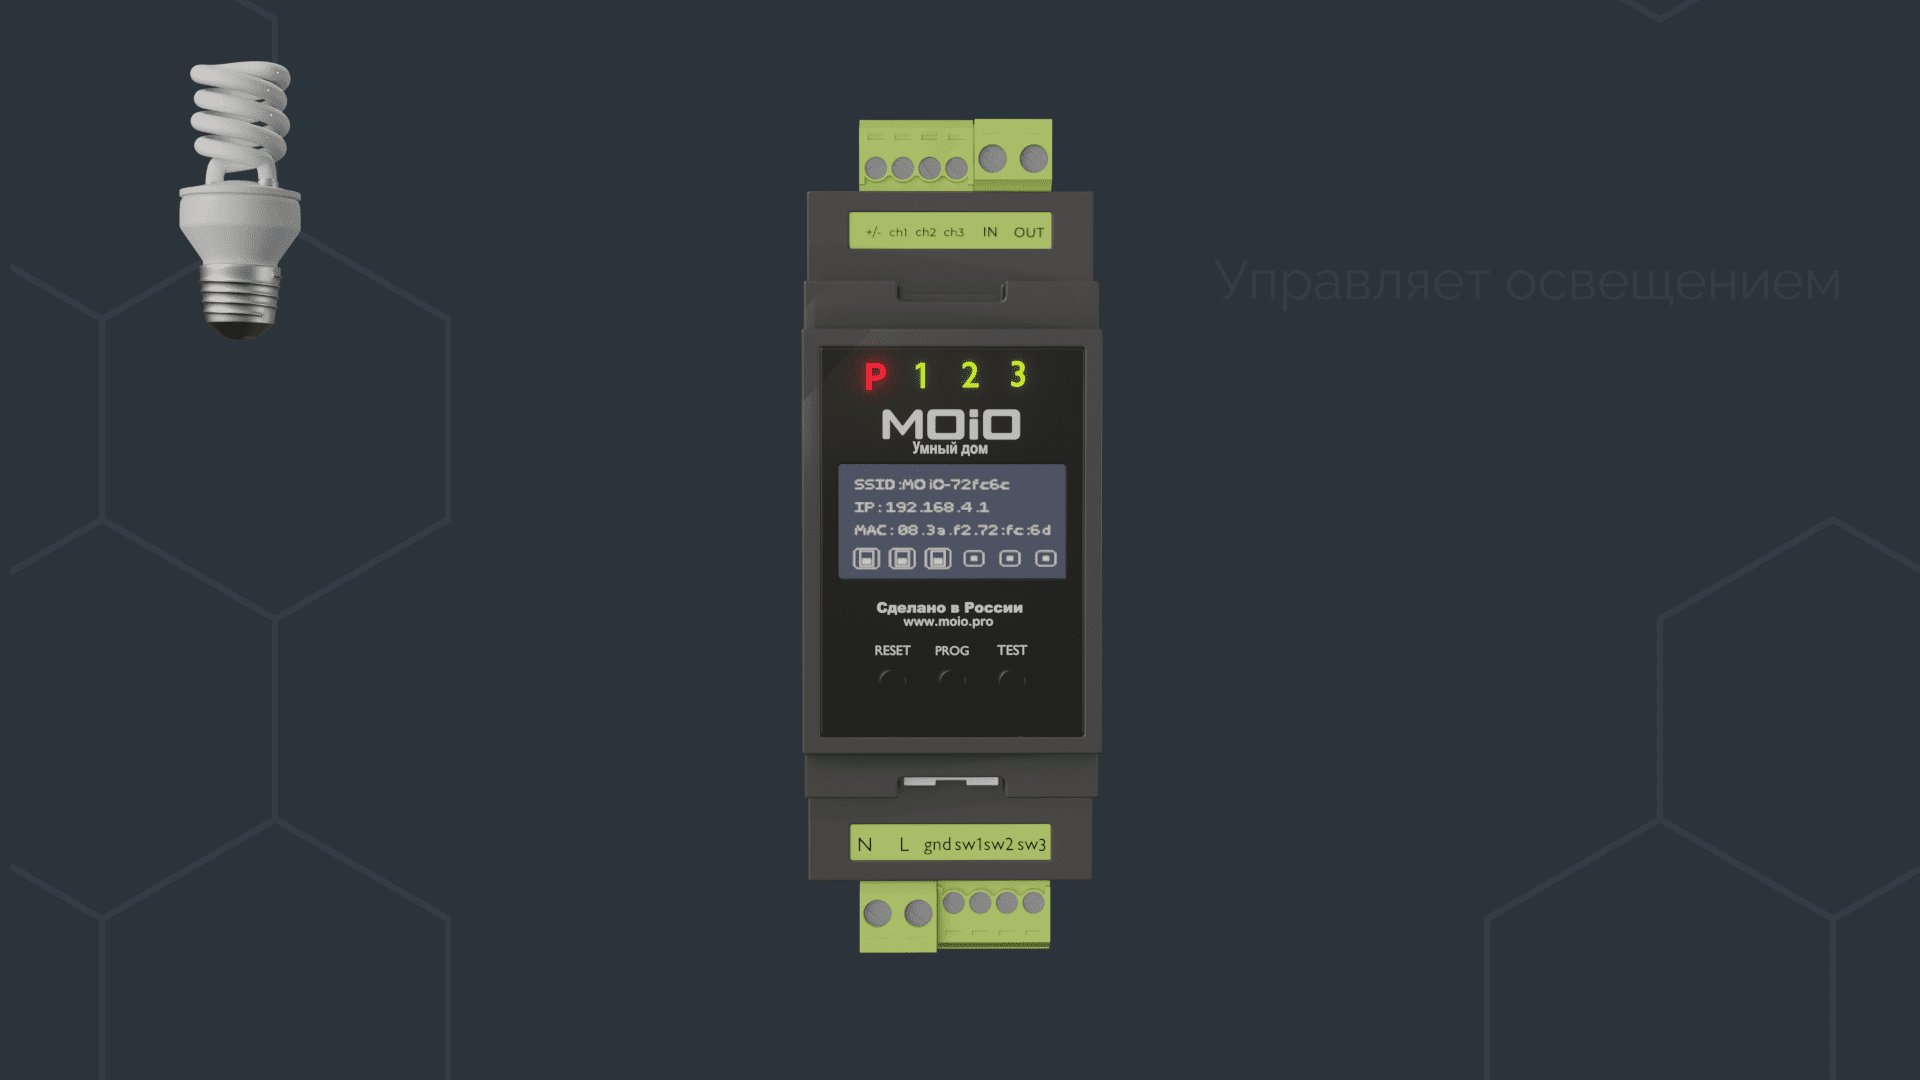 +/- ch1 ch2 ch3 IN OUT
Управляет освещением
P 1 2 3
MOiO
Умный дом
SSID:MOiO-72fc6c
IP:192.168.4.1
MAC:08.3a.f2.72:fc:6d
Сделано в России
www.moio.pro
RESET PROG TEST
N L gnd sw1 sw2 sw3